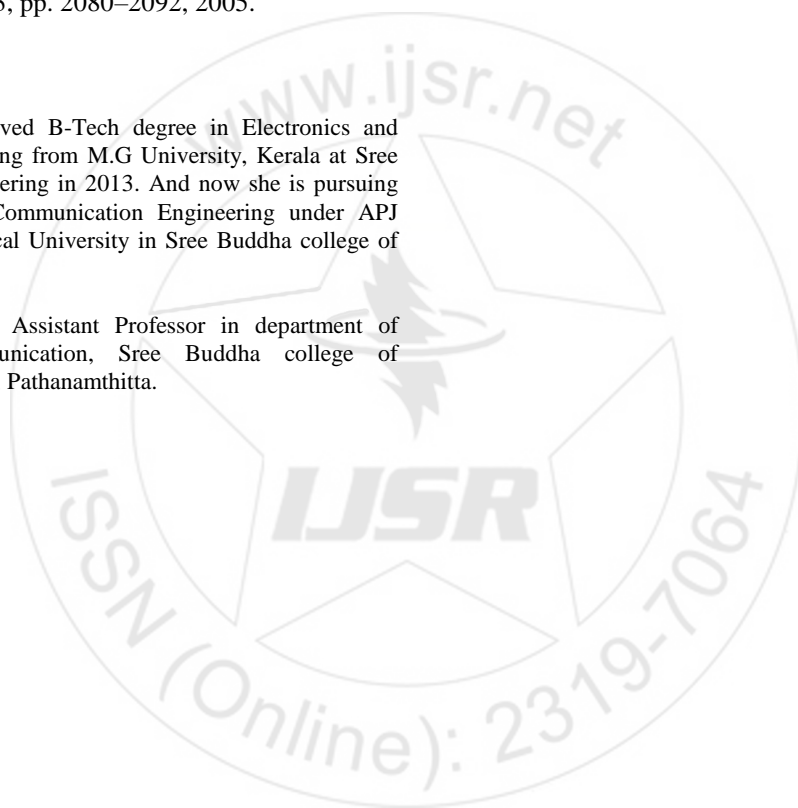 5, pp. 2080–2092, 2005.
ved B-Tech degree in Electronics and
ng from M.G University, Kerala at Sree
ering in 2013. And now she is pursuing
Communication Engineering under APJ
cal University in Sree Buddha college of
Assistant Professor in department of
unication, Sree Buddha college of
Pathanamthitta.
www.ijsr.net
IJSR
ISSN (Online): 2319-7064